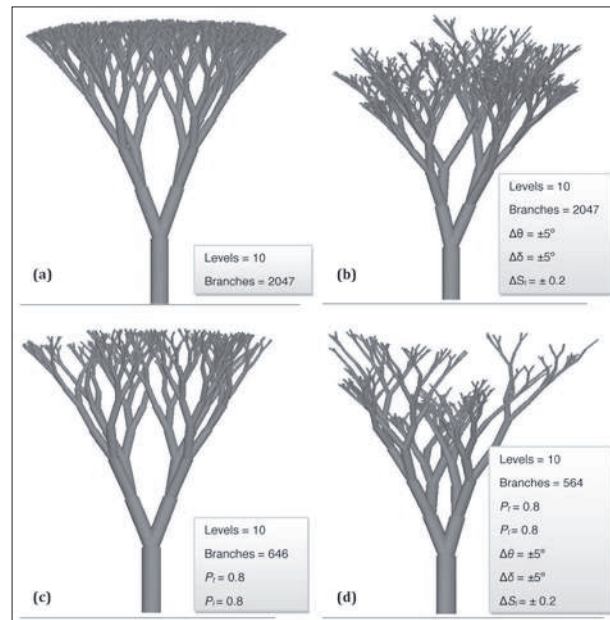 (a)
Levels = 10
Branches = 2047
(b)
Levels = 10
Branches = 2047
Δθ = ±5°
Δδ = ±5°
ΔSₗ = ± 0.2
(c)
Levels = 10
Branches = 646
Pᵣ = 0.8
Pₗ = 0.8
(d)
Levels = 10
Branches = 564
Pᵣ = 0.8
Pᵣ = 0.8
Δθ = ±5°
Δδ = ±5°
ΔSₗ = ± 0.2